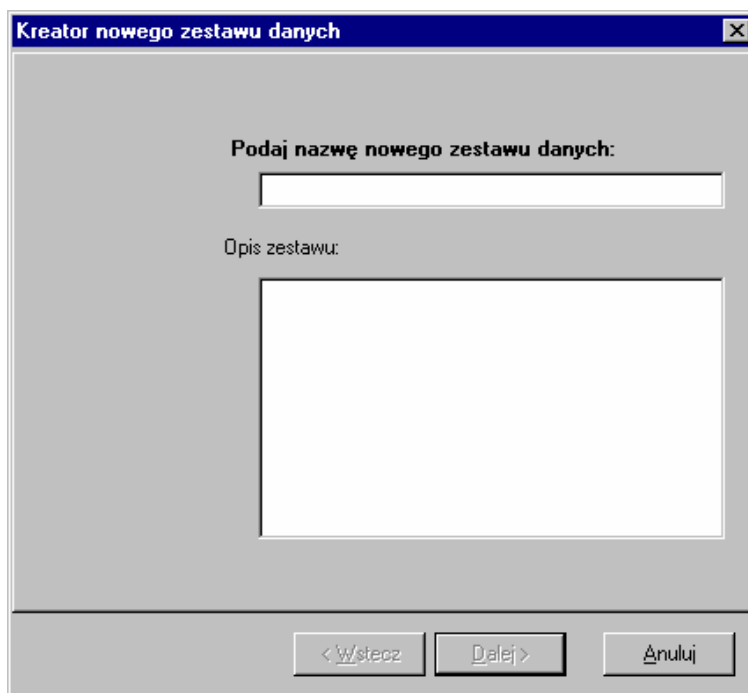 Kreator nowego zestawu danych
Podaj nazwę nowego zestawu danych:
Opis zestawu:
< Wstecz
Dalej >
Anuluj